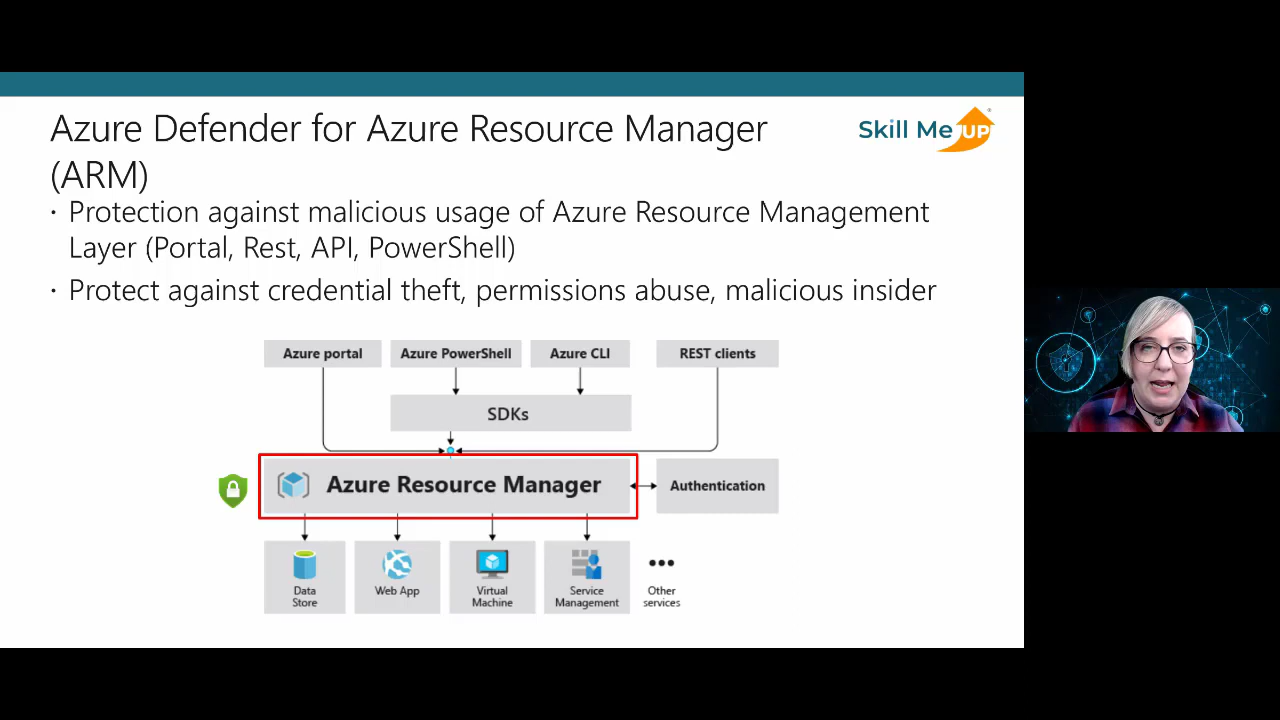 Azure Defender for Azure Resource Manager
(ARM)
Skill Me UP
· Protection against malicious usage of Azure Resource Management
Layer (Portal, Rest, API, PowerShell)
· Protect against credential theft, permissions abuse, malicious insider
Azure portal
Azure PowerShell
Azure CLI
REST clients
SDKs
Azure Resource Manager
Authentication
Data
Store
Web App
Virtual
Machine
Service
Management
Other
services